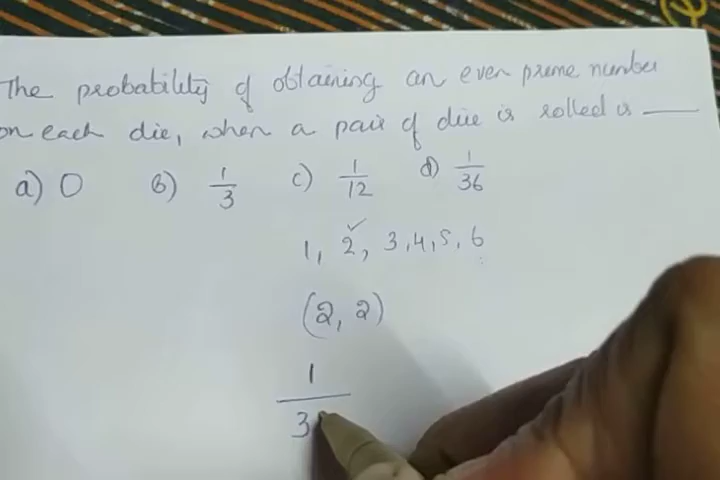 The probability of obtaining an even prime number
on each die, when a pair of dice is rolled is ___
a) 0 b) 1/3 c) 1/12 d) 1/36
1, 2, 3, 4, 5, 6
(2, 2)
1
3